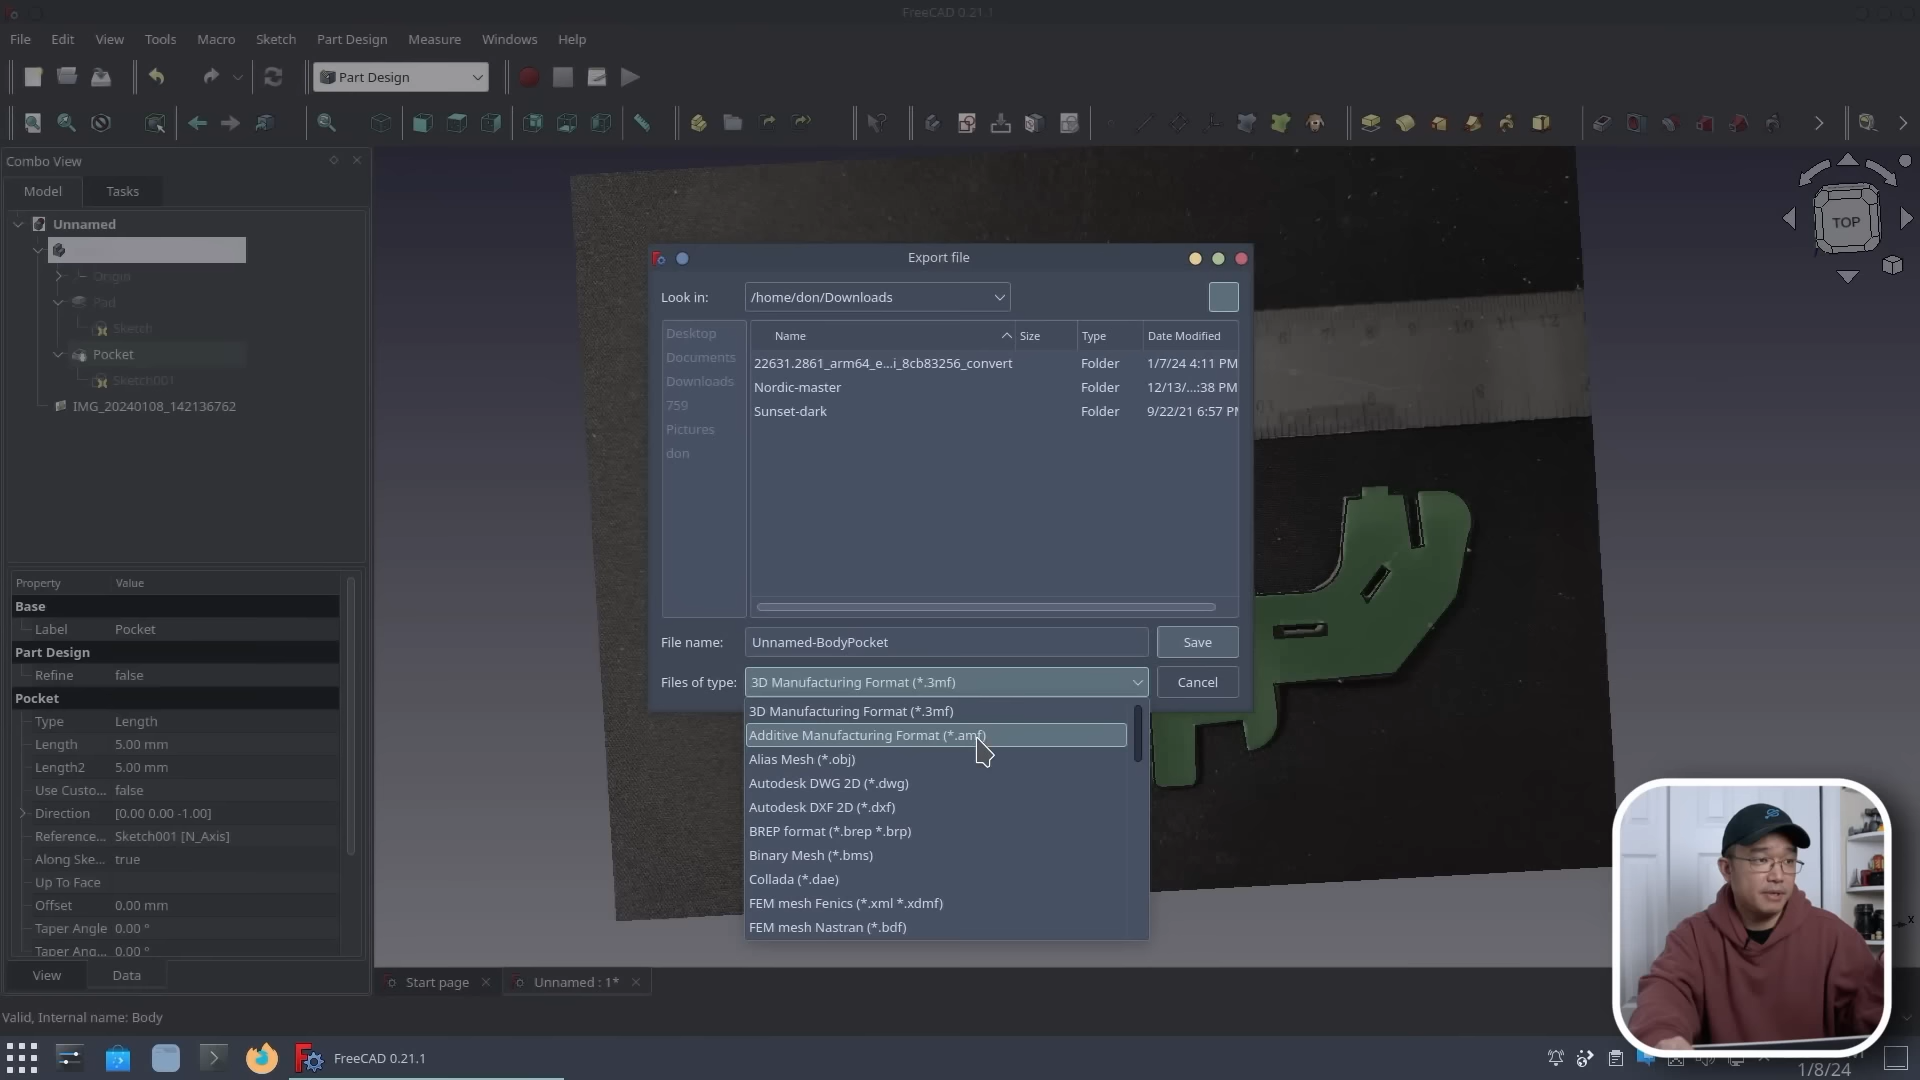 FreeCAD 0.21.1
File Edit View Tools Macro Sketch Part Design Measure Windows Help
Part Design
Combo View
Model Tasks
Unnamed
Origin
Pad
Sketch
Pocket
Sketch001
IMG_20240108_142136762
Property Value
Base
Label Pocket
Part Design
Refine false
Pocket
Type Length
Length 5.00 mm
Length2 5.00 mm
Use Custo... false
Direction [0.00 0.00 -1.00]
Reference... Sketch001 [N_Axis]
Along Ske... true
Up To Face
Offset 0.00 mm
Taper Angle 0.00 °
Taper Ang... 0.00 °
View Data
Valid, Internal name: Body
TOP
Export file
Look in: /home/don/Downloads
Desktop
Documents
Downloads
759
Pictures
don
Name Size Type Date Modified
22631.2861_arm64_e...i_8cb83256_convert Folder 1/7/24 4:11 PM
Nordic-master Folder 12/13/...:38 PM
Sunset-dark Folder 9/22/21 6:57 PM
File name: Unnamed-BodyPocket Save
Files of type: 3D Manufacturing Format (*.3mf) Cancel
3D Manufacturing Format (*.3mf)
Additive Manufacturing Format (*.amf)
Alias Mesh (*.obj)
Autodesk DWG 2D (*.dwg)
Autodesk DXF 2D (*.dxf)
BREP format (*.brep *.brp)
Binary Mesh (*.bms)
Collada (*.dae)
FEM mesh Fenics (*.xml *.xdmf)
FEM mesh Nastran (*.bdf)
Start page Unnamed : 1*
FreeCAD 0.21.1
1/8/24